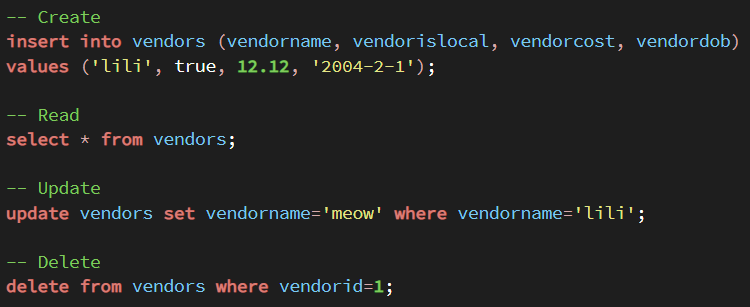 -- Create
insert into vendors (vendorname, vendorislocal, vendorcost, vendordob)
values ('lili', true, 12.12, '2004-2-1');
-- Read
select * from vendors;
-- Update
update vendors set vendorname='meow' where vendorname='lili';
-- Delete
delete from vendors where vendorid=1;